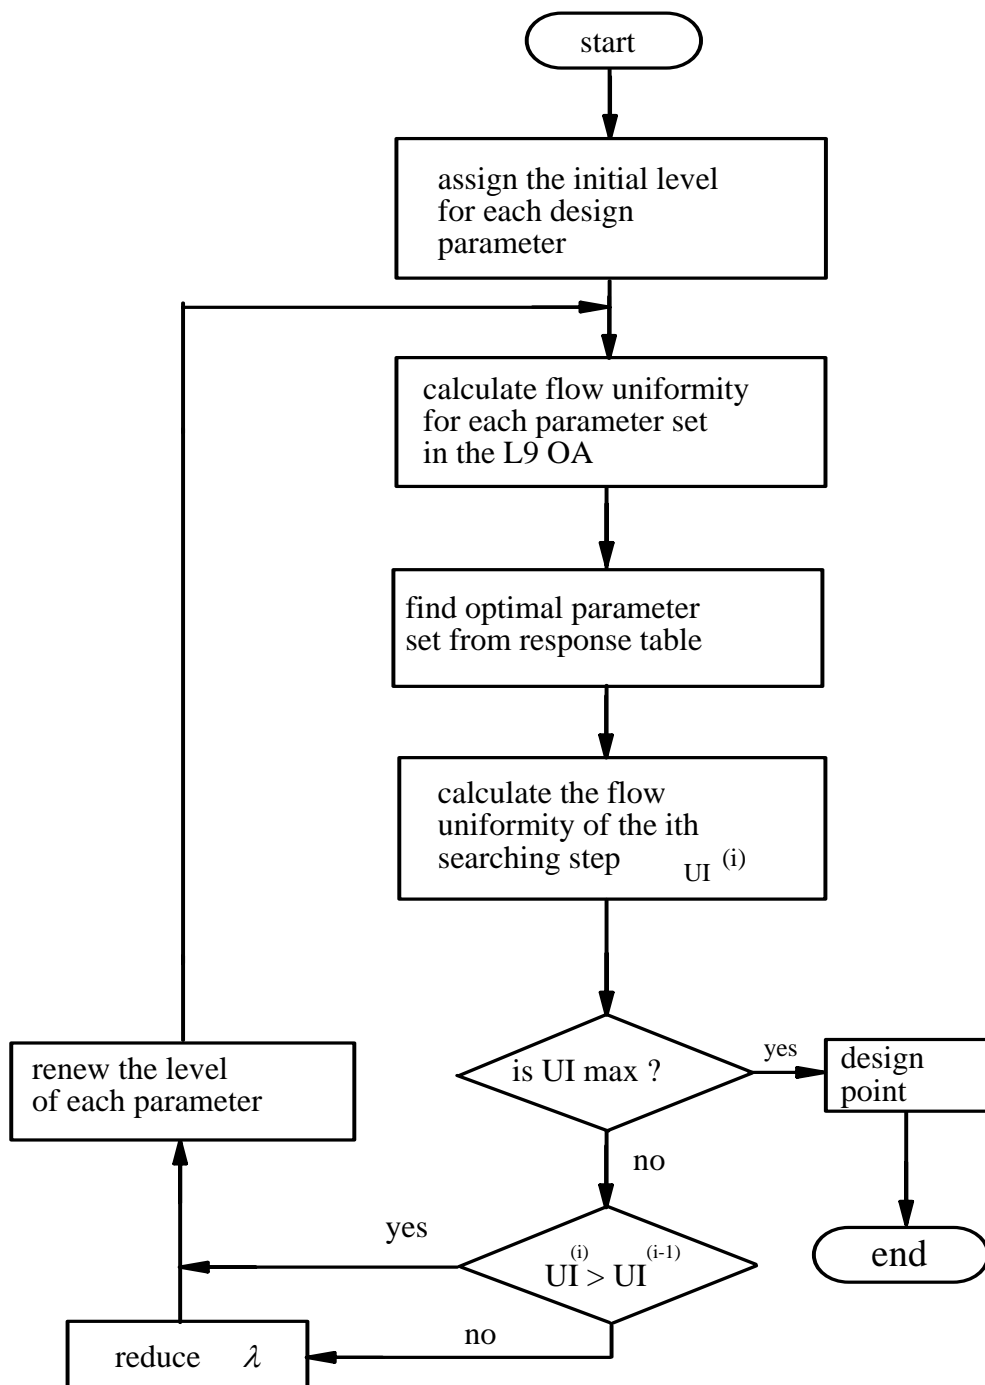 start
assign the initial level
for each design
parameter
calculate flow uniformity
for each parameter set
in the L9 OA
find optimal parameter
set from response table
calculate the flow
uniformity of the ith
searching step UI (i)
is UI max ?
yes
design
point
no
renew the level
of each parameter
yes
UI(i) > UI(i-1)
end
no
reduce λ